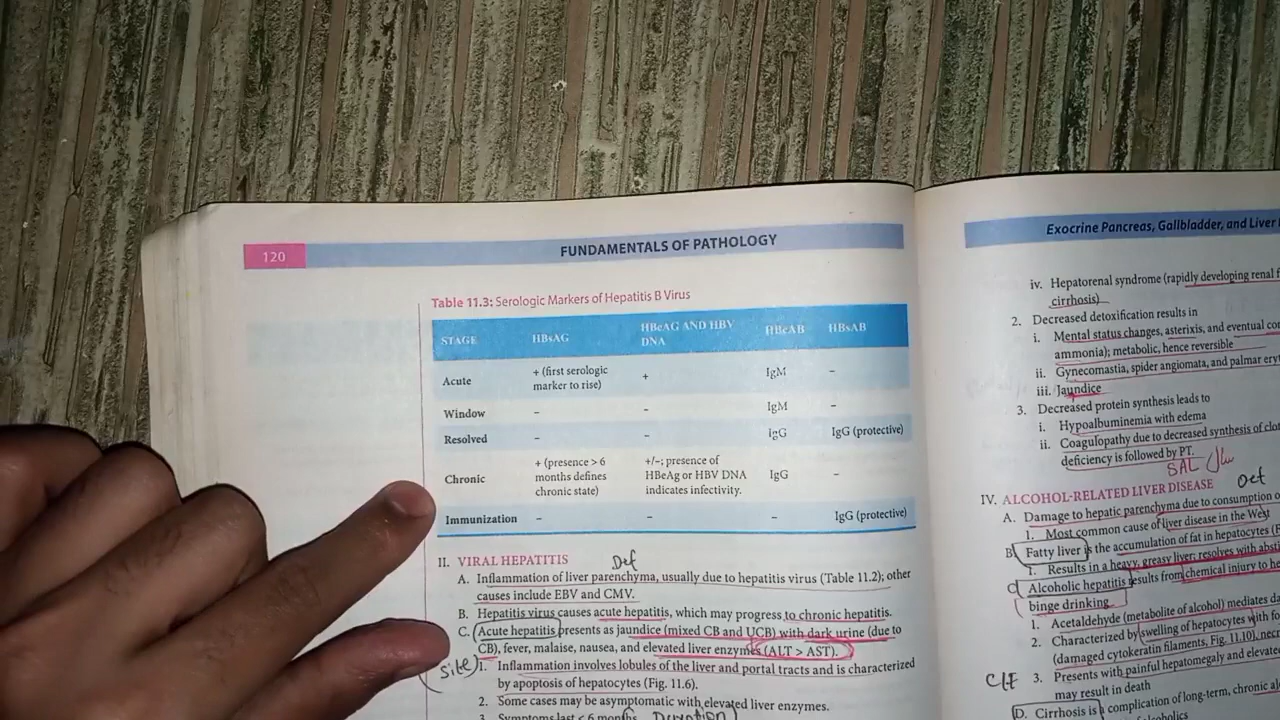 120
FUNDAMENTALS OF PATHOLOGY
Table 11.3: Serologic Markers of Hepatitis B Virus
STAGE HBsAG HBeAG AND HBV DNA HBcAB HBsAB
Acute + (first serologic marker to rise) + IgM –
Window – – IgM –
Resolved – – IgG IgG (protective)
Chronic + (presence > 6 months defines chronic state) +/–; presence of HBeAg or HBV DNA indicates infectivity. IgG –
Immunization – – – IgG (protective)
II. VIRAL HEPATITIS Def
A. Inflammation of liver parenchyma, usually due to hepatitis virus (Table 11.2); other
causes include EBV and CMV.
B. Hepatitis virus causes acute hepatitis, which may progress to chronic hepatitis.
C. Acute hepatitis presents as jaundice (mixed CB and UCB) with dark urine (due to
CB), fever, malaise, nausea, and elevated liver enzymes (ALT > AST).
Site 1. Inflammation involves lobules of the liver and portal tracts and is characterized
by apoptosis of hepatocytes (Fig. 11.6).
2. Some cases may be asymptomatic with elevated liver enzymes.
3. Symptoms last < 6 months
Exocrine Pancreas, Gallbladder, and Liver
iv. Hepatorenal syndrome (rapidly developing renal
cirrhosis)
2. Decreased detoxification results in
i. Mental status changes, asterixis, and eventual
ammonia); metabolic, hence reversible
ii. Gynecomastia, spider angiomata, and palmar
iii. Jaundice
3. Decreased protein synthesis leads to
i. Hypoalbuminemia with edema
ii. Coagulopathy due to decreased synthesis of
deficiency is followed by PT.
IV. ALCOHOL-RELATED LIVER DISEASE
A. Damage to hepatic parenchyma due to consumption
1. Most common cause of liver disease in the West
B. Fatty liver is the accumulation of fat in hepatocytes
1. Results in a heavy, greasy liver; resolves with
C. Alcoholic hepatitis results from chemical injury to
binge drinking
1. Acetaldehyde (metabolite of alcohol) mediates
2. Characterized by swelling of hepatocytes with
(damaged cytokeratin filaments, Fig. 11.10),
C/F 3. Presents with painful hepatomegaly and
may result in death
D. Cirrhosis is a complication of long-term, chronic